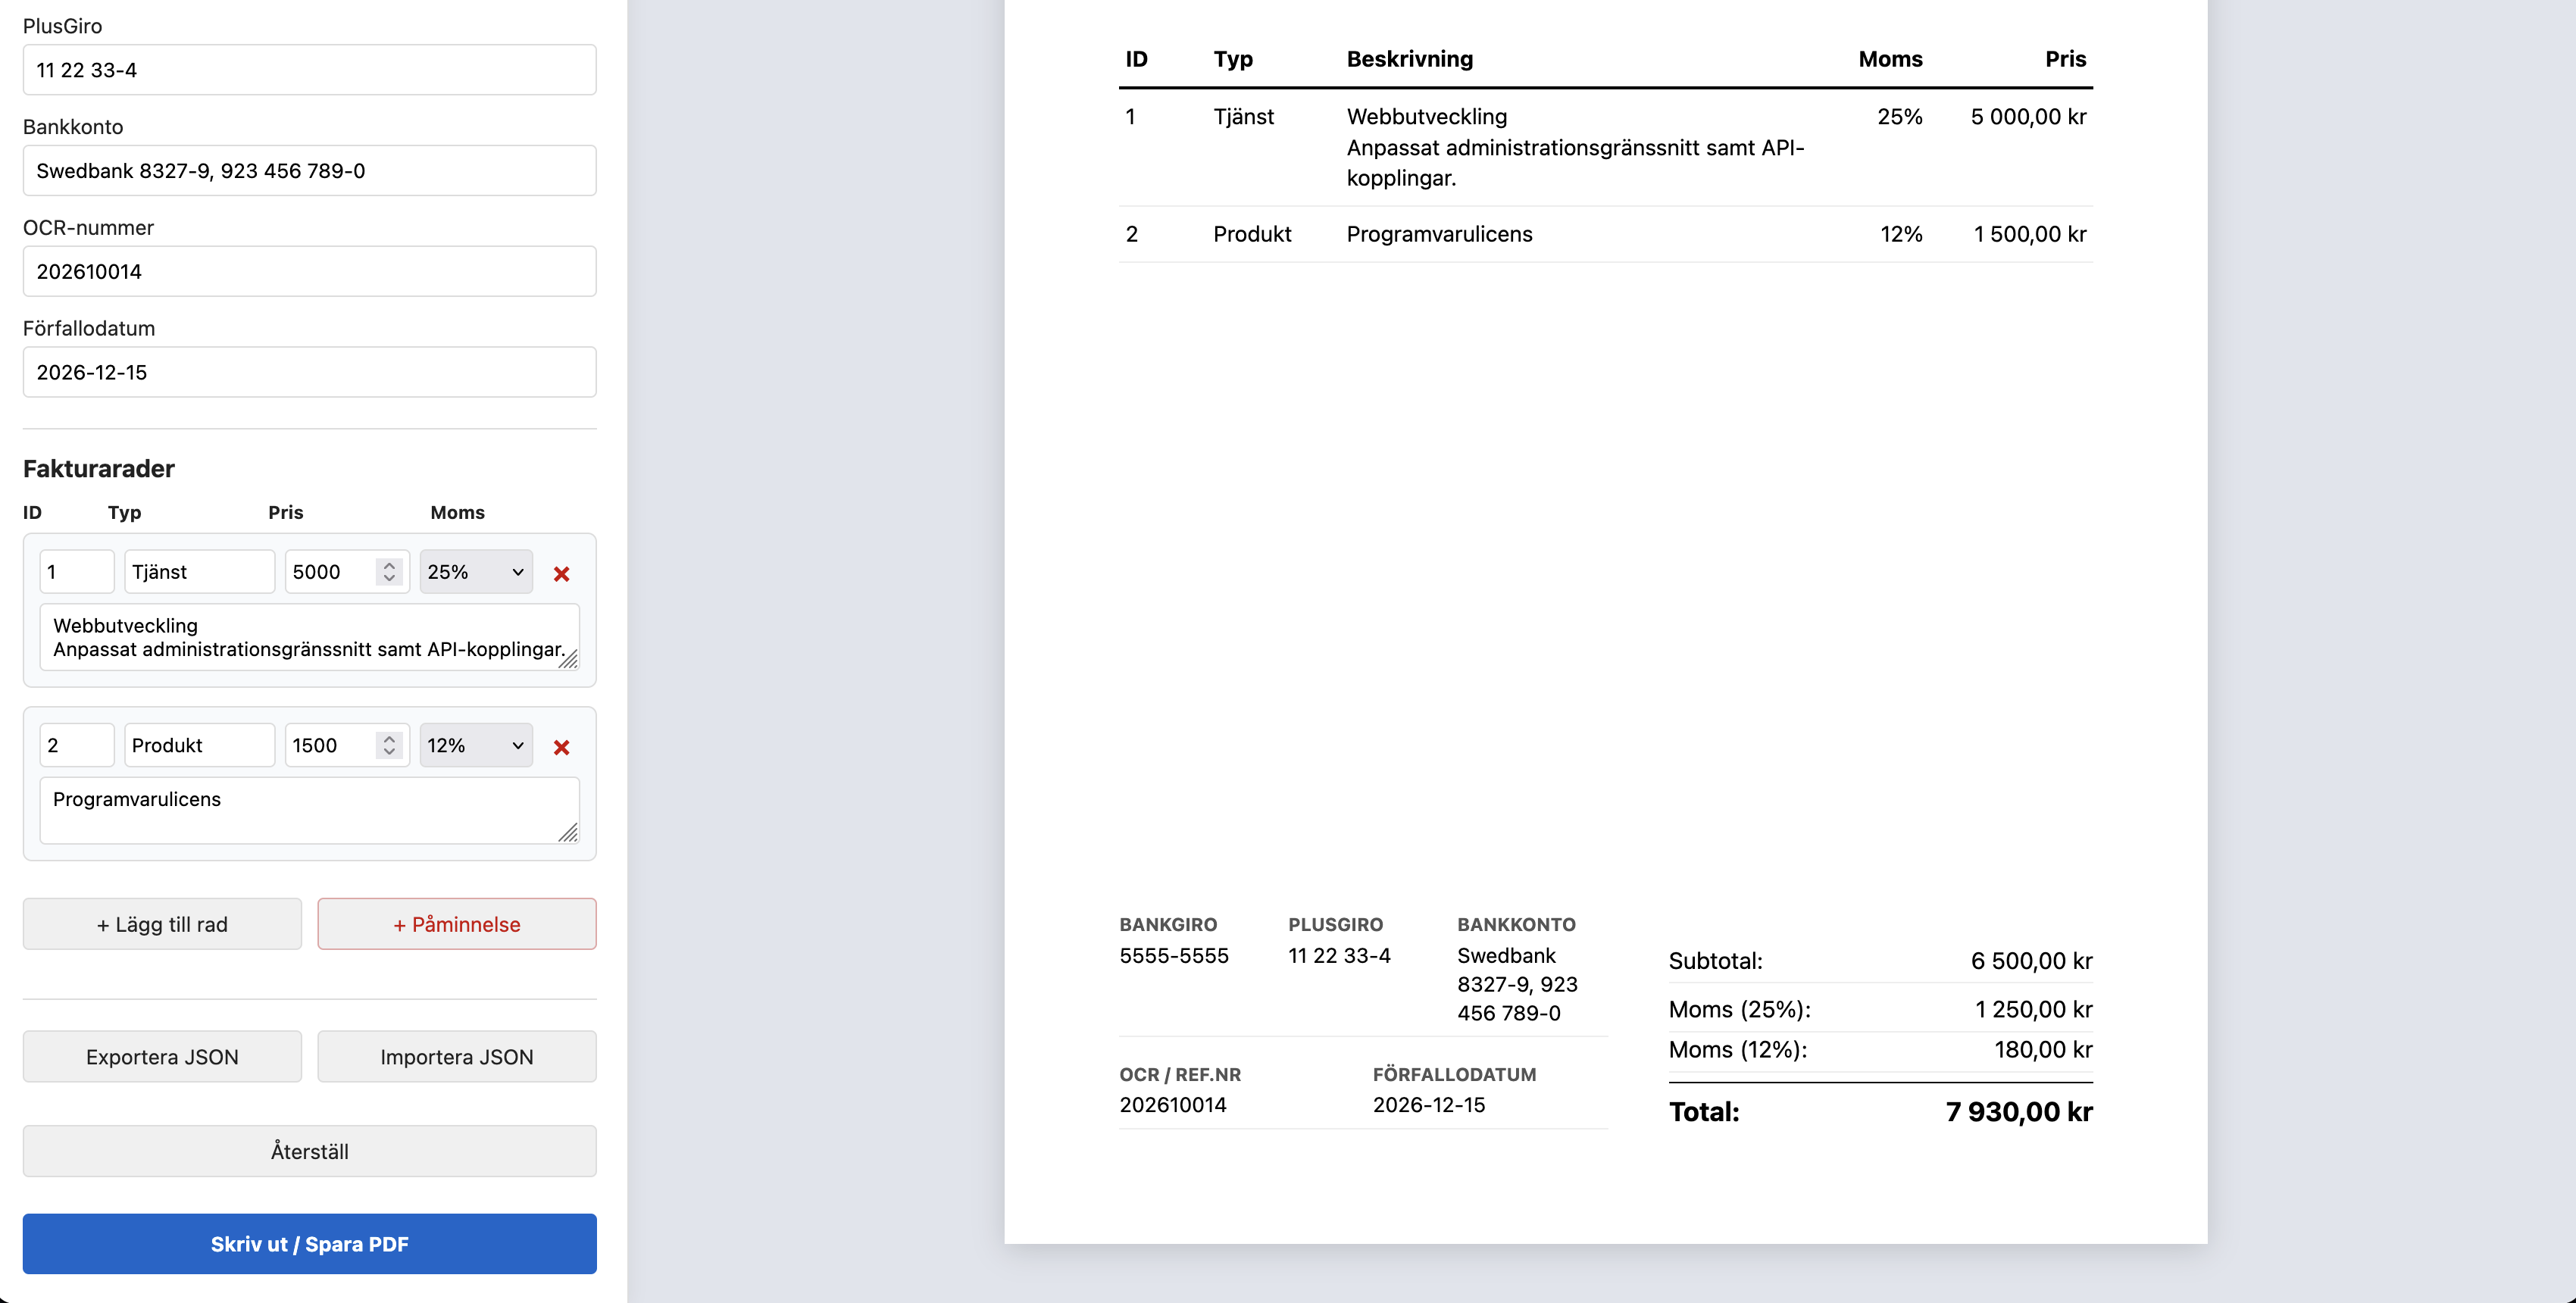 PlusGiro
11 22 33-4
Bankkonto
Swedbank 8327-9, 923 456 789-0
OCR-nummer
202610014
Förfallodatum
2026-12-15
Fakturarader
ID Typ Pris Moms
1 Tjänst 5000 25%
Webbutveckling
Anpassat administrationsgränssnitt samt API-kopplingar.
2 Produkt 1500 12%
Programvarulicens
+ Lägg till rad + Påminnelse
Exportera JSON Importera JSON
Återställ
Skriv ut / Spara PDF
ID Typ Beskrivning Moms Pris
1 Tjänst Webbutveckling 25% 5 000,00 kr
Anpassat administrationsgränssnitt samt API-
kopplingar.
2 Produkt Programvarulicens 12% 1 500,00 kr
BANKGIRO PLUSGIRO BANKKONTO
5555-5555 11 22 33-4 Swedbank
8327-9, 923
456 789-0
OCR / REF.NR FÖRFALLODATUM
202610014 2026-12-15
Subtotal: 6 500,00 kr
Moms (25%): 1 250,00 kr
Moms (12%): 180,00 kr
Total: 7 930,00 kr